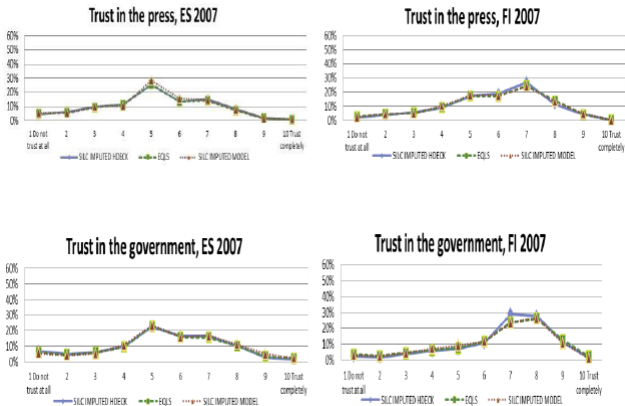 Trust in the press, ES 2007
60%
50%
40%
30%
20%
10%
0%
1 Do not trust at all
2
3
4
5
6
7
8
9
10 Trust completely
SILC IMPUTED HDECK
EQLS
SILC IMPUTED MODEL
Trust in the press, FI 2007
60%
50%
40%
30%
20%
10%
0%
1 Do not trust at all
2
3
4
5
6
7
8
9
10 Trust completely
SILC IMPUTED HDECK
EQLS
SILC IMPUTED MODEL
Trust in the government, ES 2007
60%
50%
40%
30%
20%
10%
0%
1 Do not trust at all
2
3
4
5
6
7
8
9
10 Trust completely
SILC IMPUTED HDECK
EQLS
SILC IMPUTED MODEL
Trust in the government, FI 2007
60%
50%
40%
30%
20%
10%
0%
1 Do not trust at all
2
3
4
5
6
7
8
9
10 Trust completely
SILC IMPUTED HDECK
EQLS
SILC IMPUTED MODEL